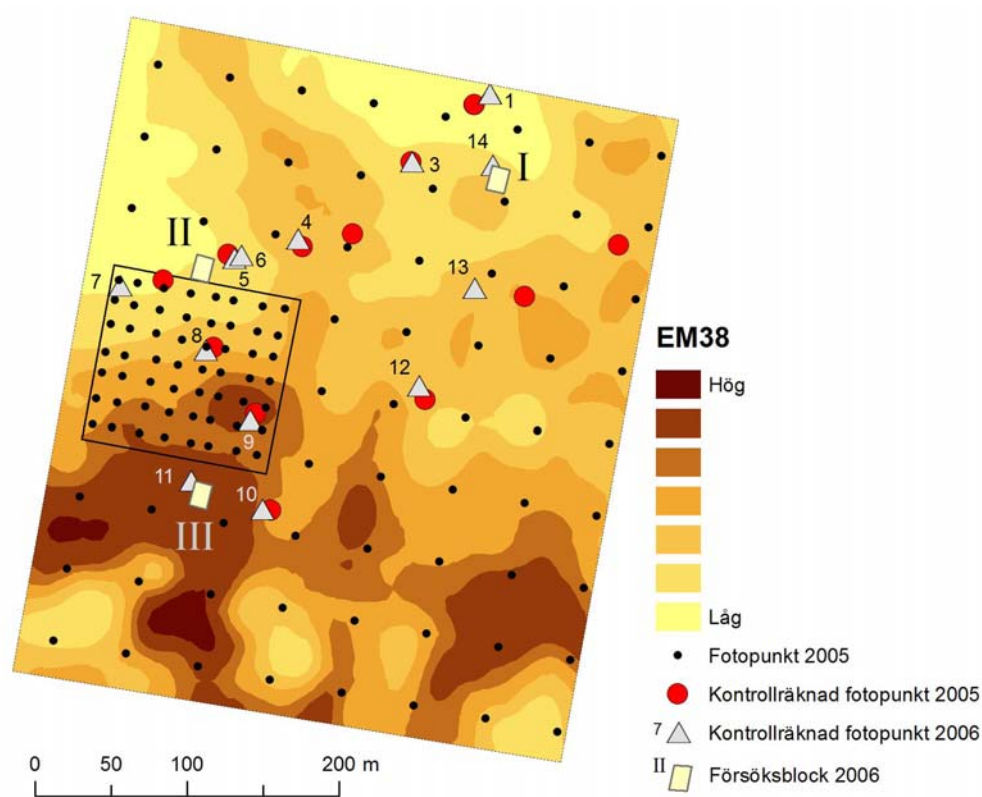 1
14
I
3
4
II
6
5
13
7
8
12
9
11
10
III
EM38
Hög
Låg
Fotopunkt 2005
Kontrollräknad fotopunkt 2005
7 Kontrollräknad fotopunkt 2006
II Försöksblock 2006
0 50 100 200 m